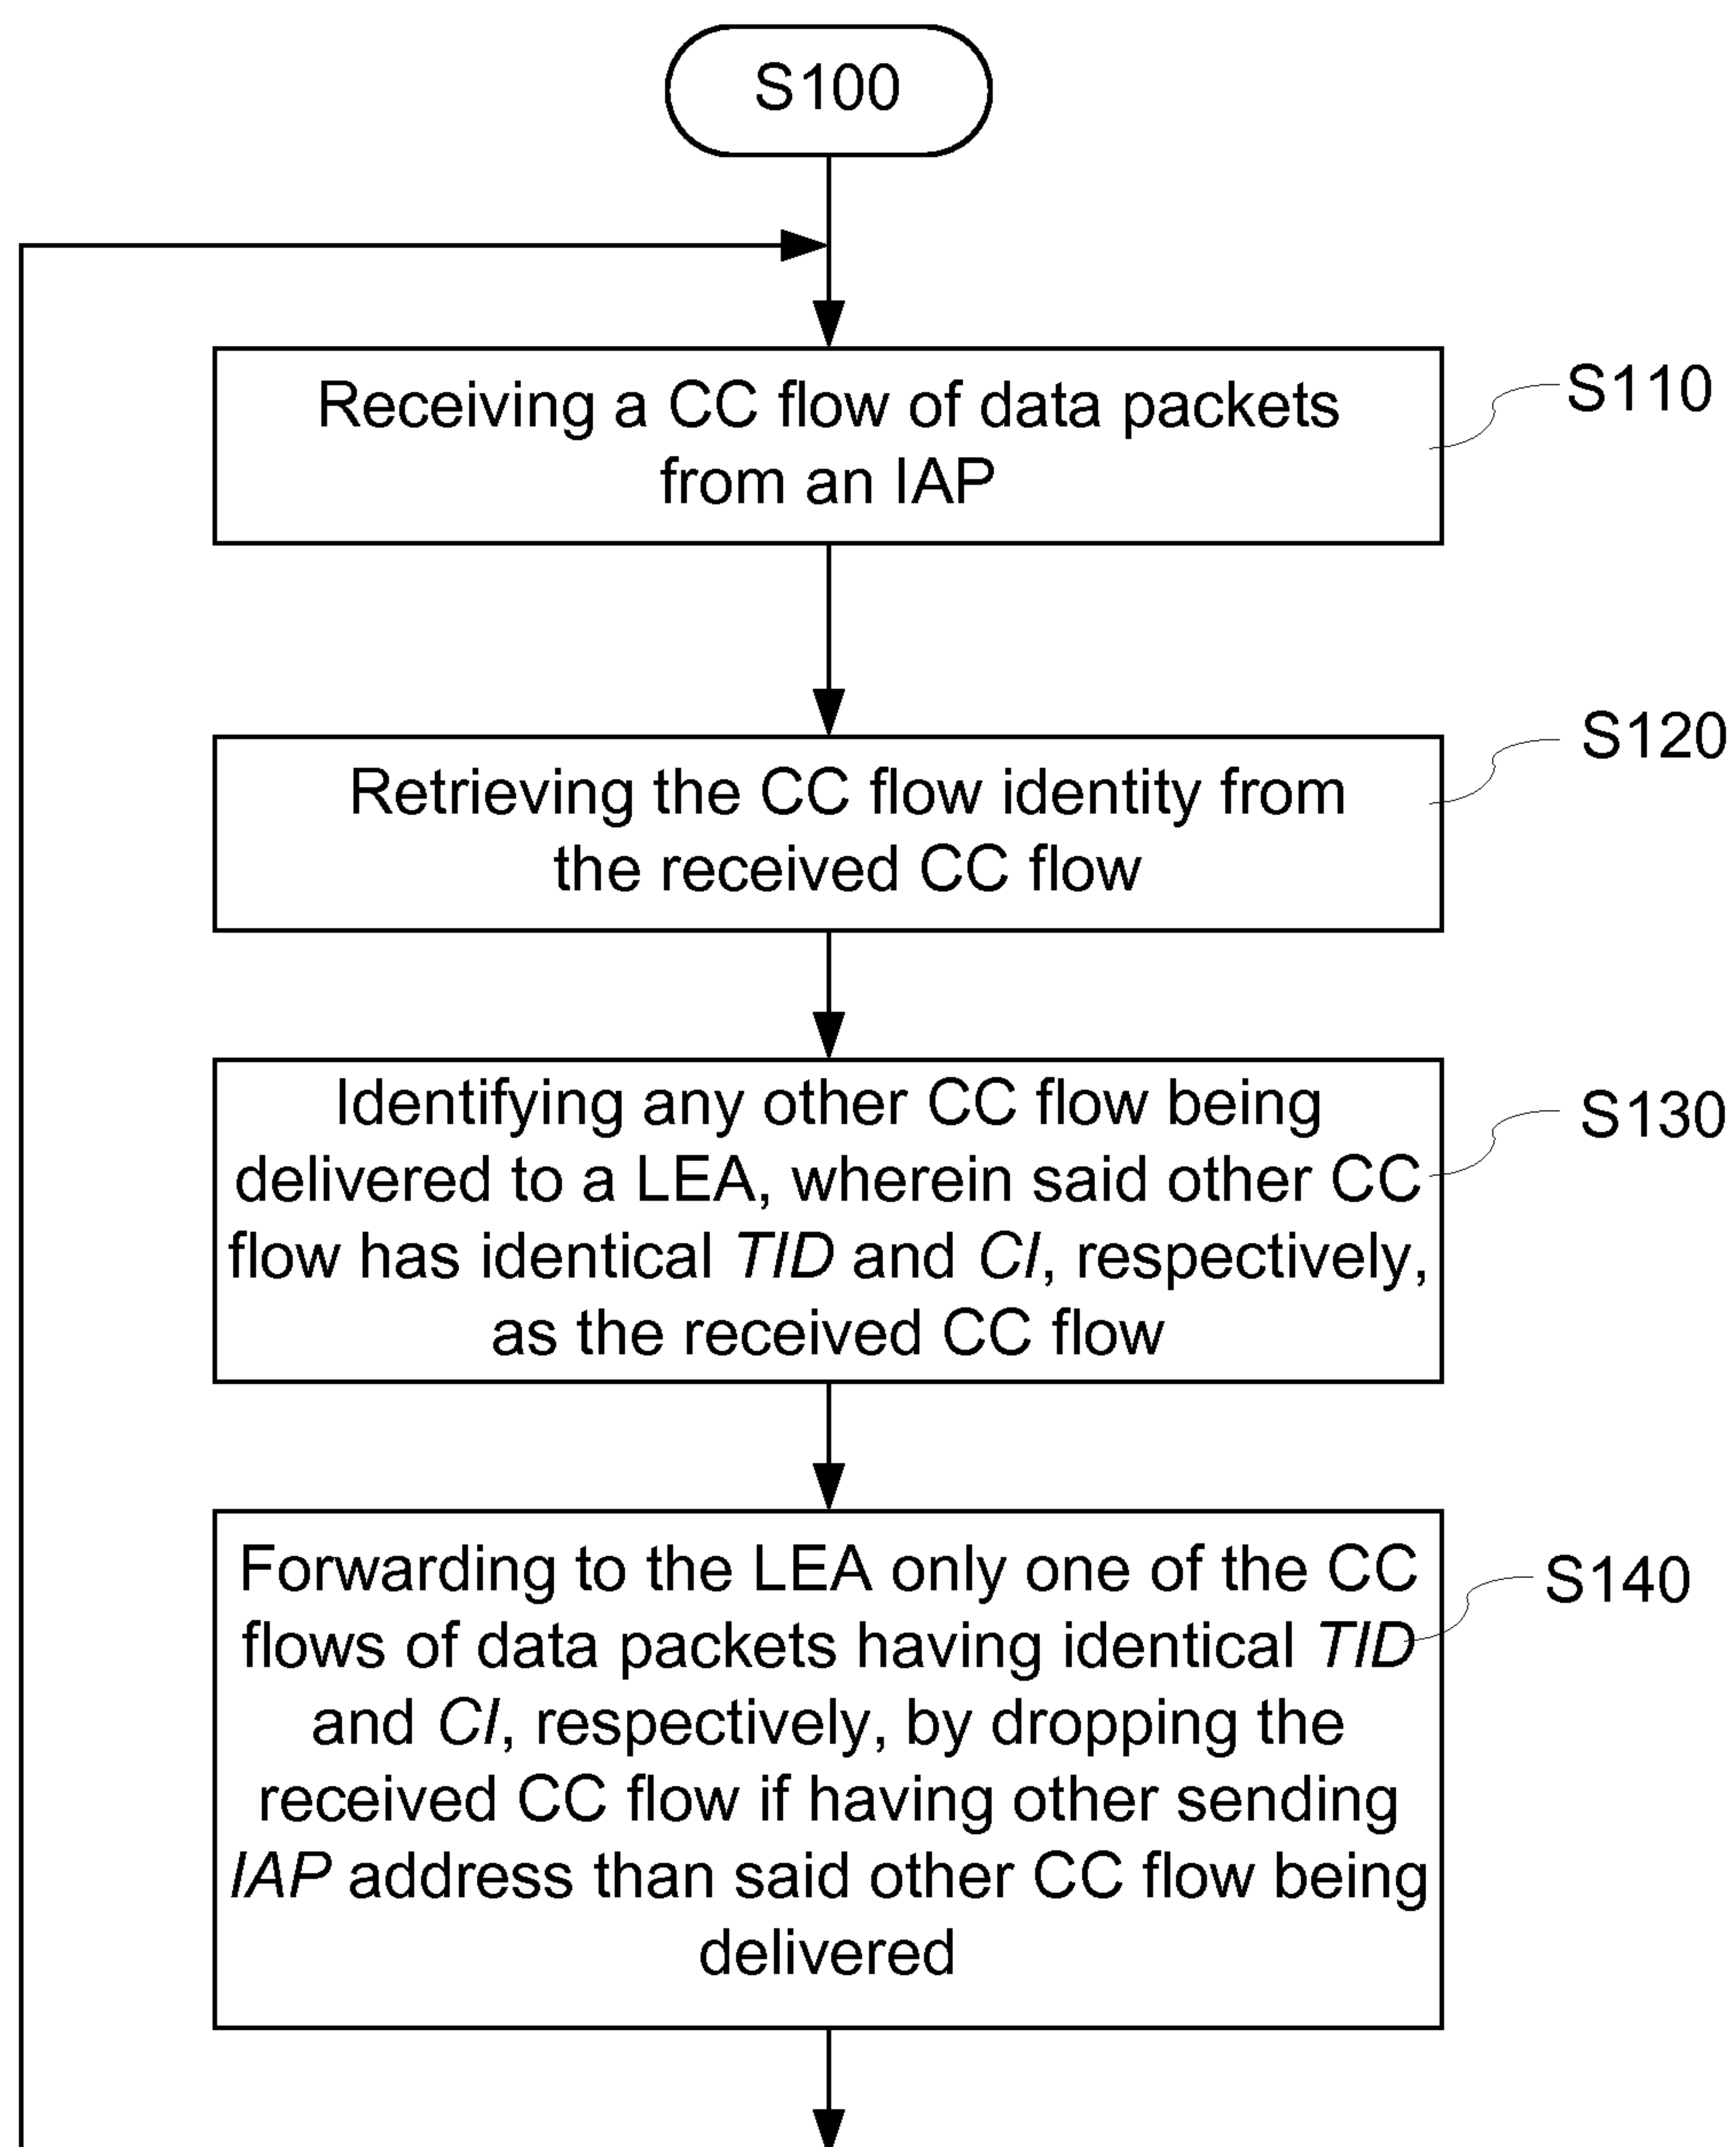 S100
Receiving a CC flow of data packets
from an IAP
S110
Retrieving the CC flow identity from
the received CC flow
S120
Identifying any other CC flow being
delivered to a LEA, wherein said other CC
flow has identical TID and CI, respectively,
as the received CC flow
S130
Forwarding to the LEA only one of the CC
flows of data packets having identical TID
and CI, respectively, by dropping the
received CC flow if having other sending
IAP address than said other CC flow being
delivered
S140